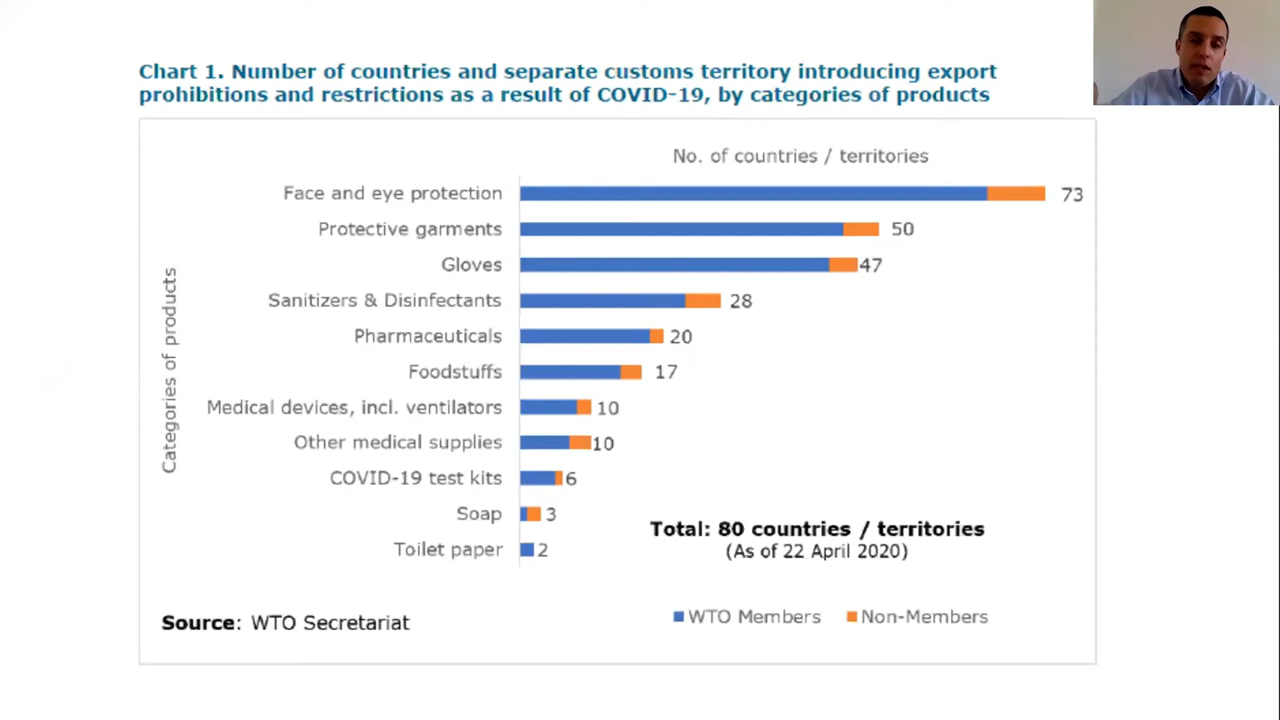 Chart 1. Number of countries and separate customs territory introducing export
prohibitions and restrictions as a result of COVID-19, by categories of products
No. of countries / territories
Categories of products
Face and eye protection 73
Protective garments 50
Gloves 47
Sanitizers & Disinfectants 28
Pharmaceuticals 20
Foodstuffs 17
Medical devices, incl. ventilators 10
Other medical supplies 10
COVID-19 test kits 6
Soap 3
Toilet paper 2
Total: 80 countries / territories
(As of 22 April 2020)
Source: WTO Secretariat
WTO Members Non-Members